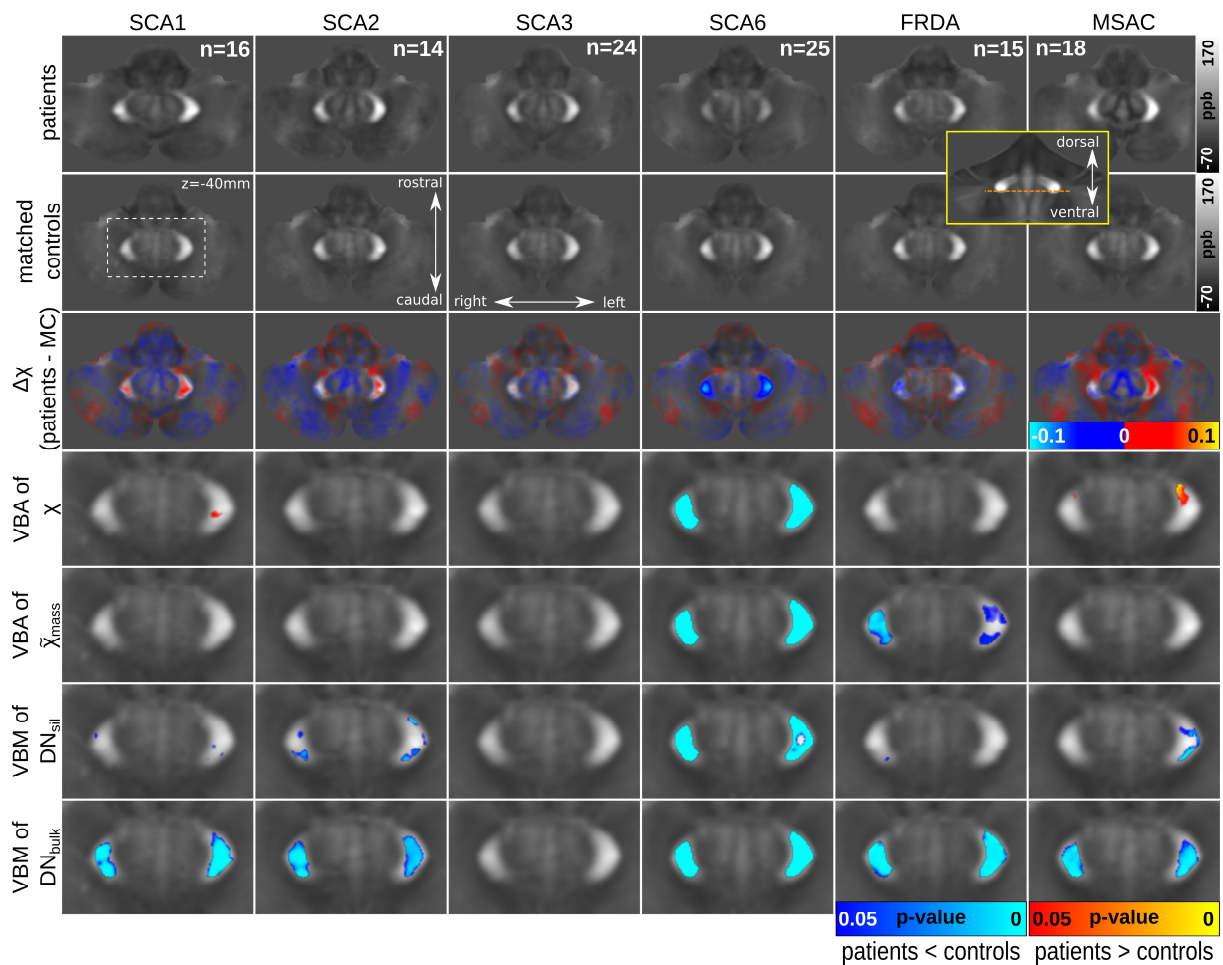 SCA1 SCA2 SCA3 SCA6 FRDA MSAC
n=16 n=14 n=24 n=25 n=15 n=18
patients
170
ppb
-70
dorsal
ventral
matched
controls
z=-40mm
rostral
caudal
right left
170
ppb
-70
Δχ
(patients - MC)
-0.1 0 0.1
VBA of
χ
VBA of
χ̃mass
VBM of
DNsil
VBM of
DNbulk
0.05 p-value 0
patients < controls
0.05 p-value 0
patients > controls